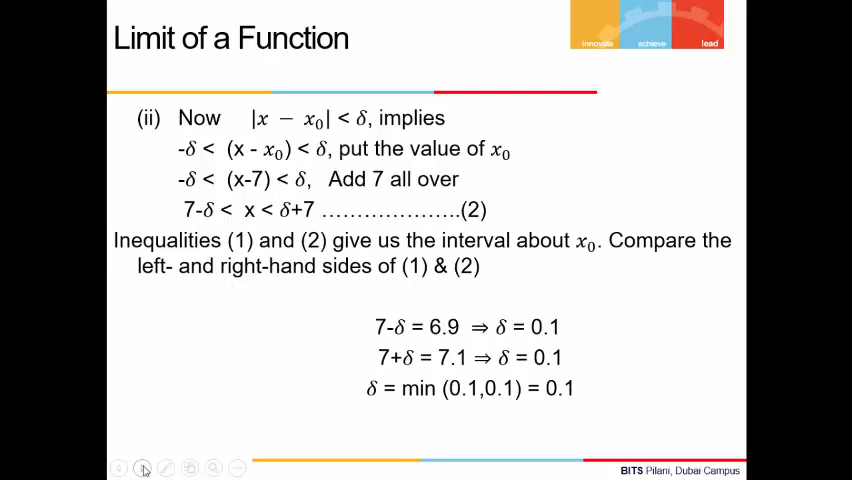 Limit of a Function
innovate achieve lead
(ii) Now |x − x₀| < δ, implies
-δ < (x - x₀) < δ, put the value of x₀
-δ < (x-7) < δ, Add 7 all over
7-δ < x < δ+7 ………………….(2)
Inequalities (1) and (2) give us the interval about x₀. Compare the
left- and right-hand sides of (1) & (2)
7-δ = 6.9 ⇒ δ = 0.1
7+δ = 7.1 ⇒ δ = 0.1
δ = min (0.1,0.1) = 0.1
BITS Pilani, Dubai Campus